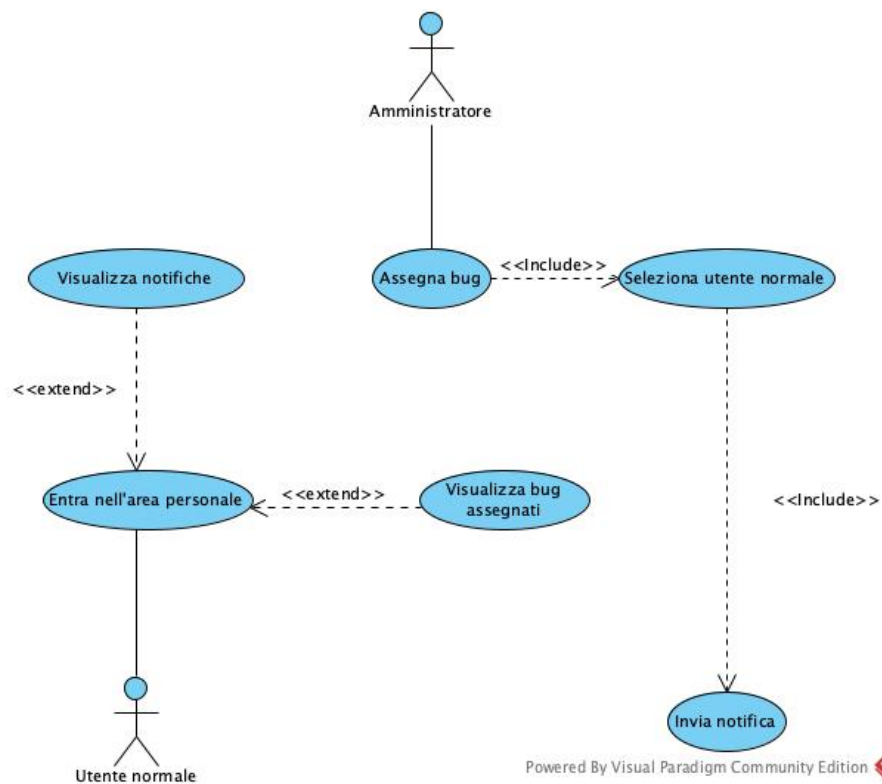 Amministratore
Visualizza notifiche
Assegna bug
<<Include>>
Seleziona utente normale
<<extend>>
Entra nell'area personale
<<extend>>
Visualizza bug
assegnati
<<Include>>
Invia notifica
Utente normale
Powered By Visual Paradigm Community Edition